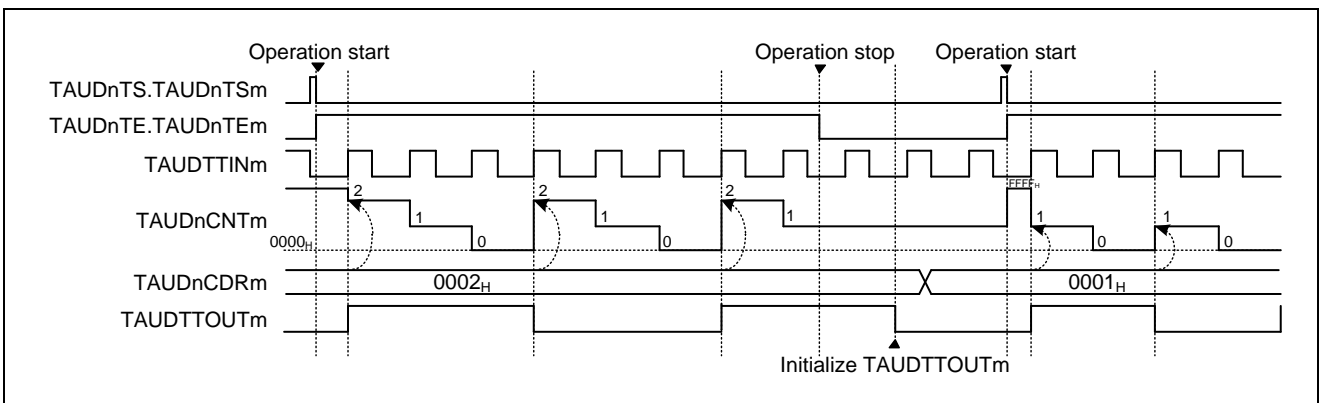 Operation start Operation stop Operation start
TAUDnTS.TAUDnTSm
TAUDnTE.TAUDnTEm
TAUDTTINm
FFFFH
2 2 2
TAUDnCNTm 1 1 1 1 1
0000H 0 0 0 0
TAUDnCDRm 0002H 0001H
TAUDTTOUTm
Initialize TAUDTTOUTm